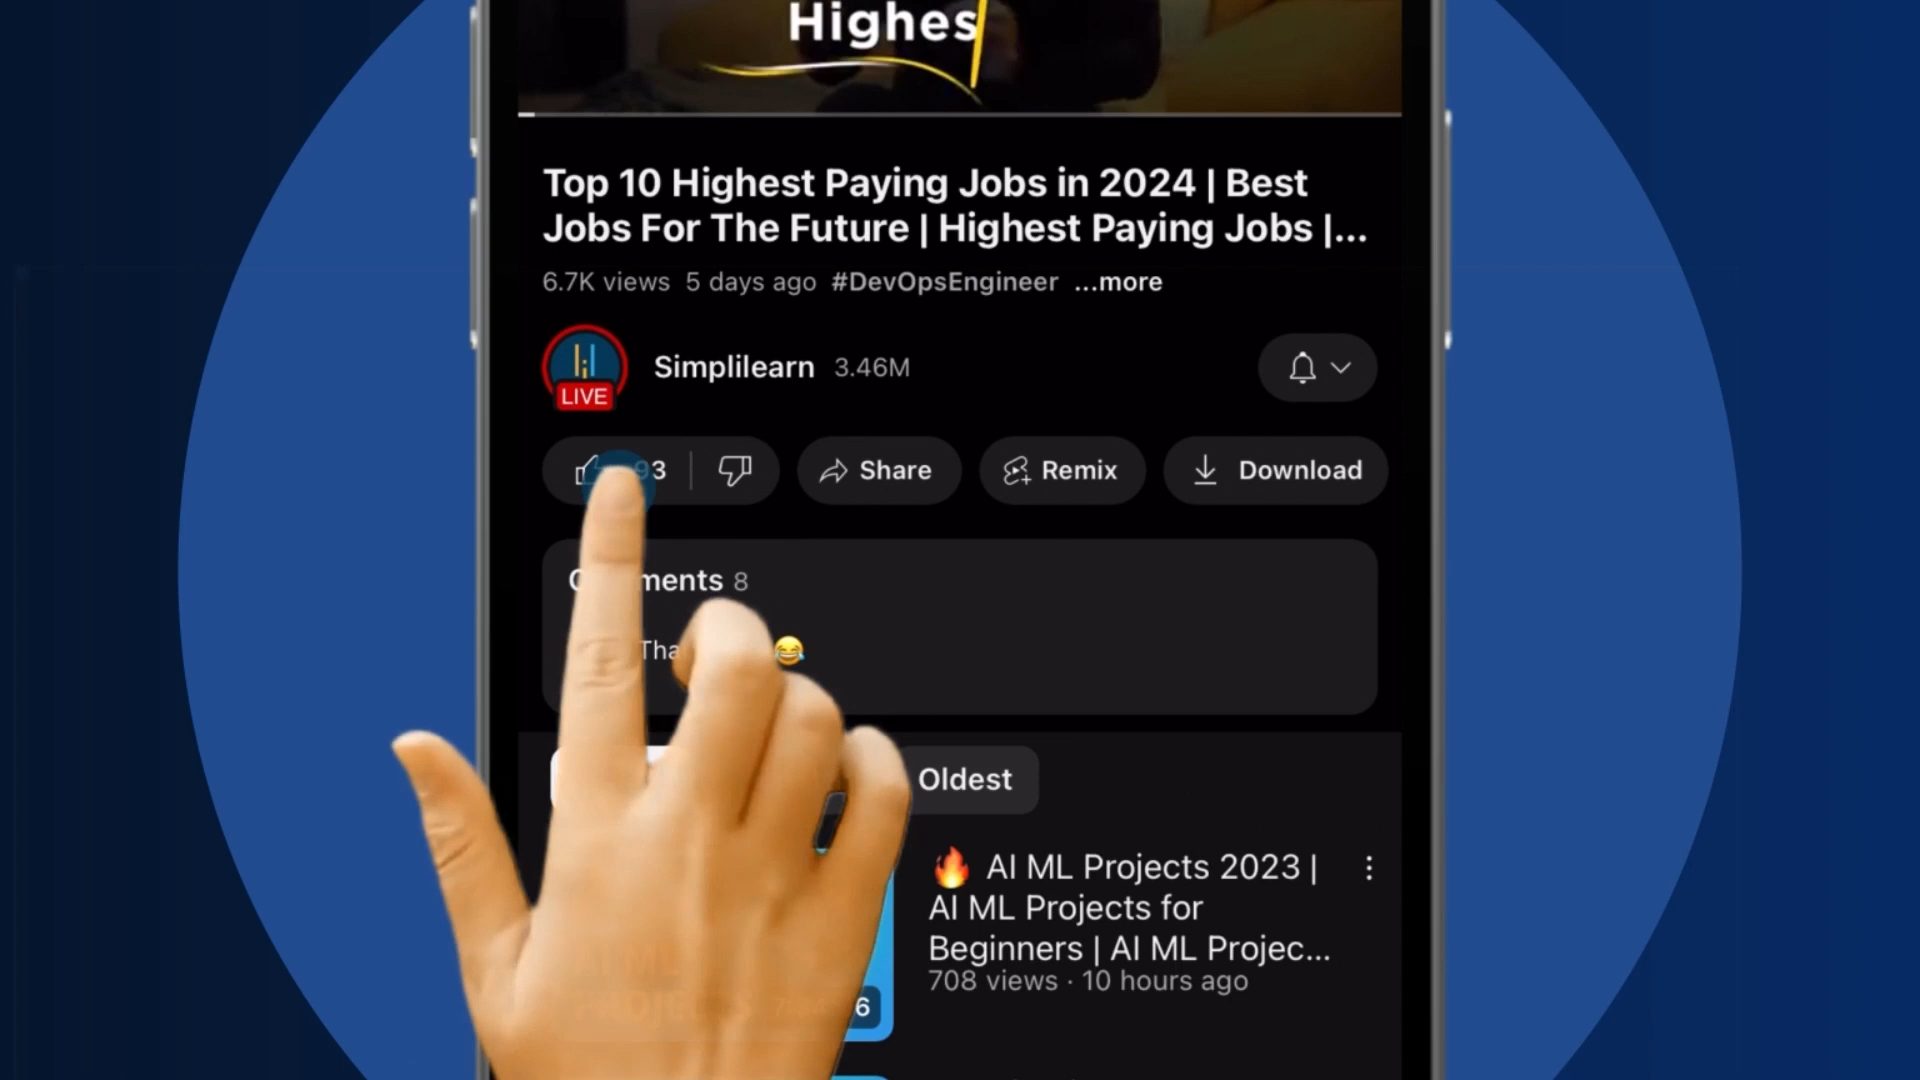 Highes
Top 10 Highest Paying Jobs in 2024 | Best
Jobs For The Future | Highest Paying Jobs |...
6.7K views 5 days ago #DevOpsEngineer ...more
Simplilearn 3.46M
LIVE
93
Share
Remix
Download
8
Oldest
🔥 AI ML Projects 2023 |
AI ML Projects for
Beginners | AI ML Projec...
708 views · 10 hours ago
6